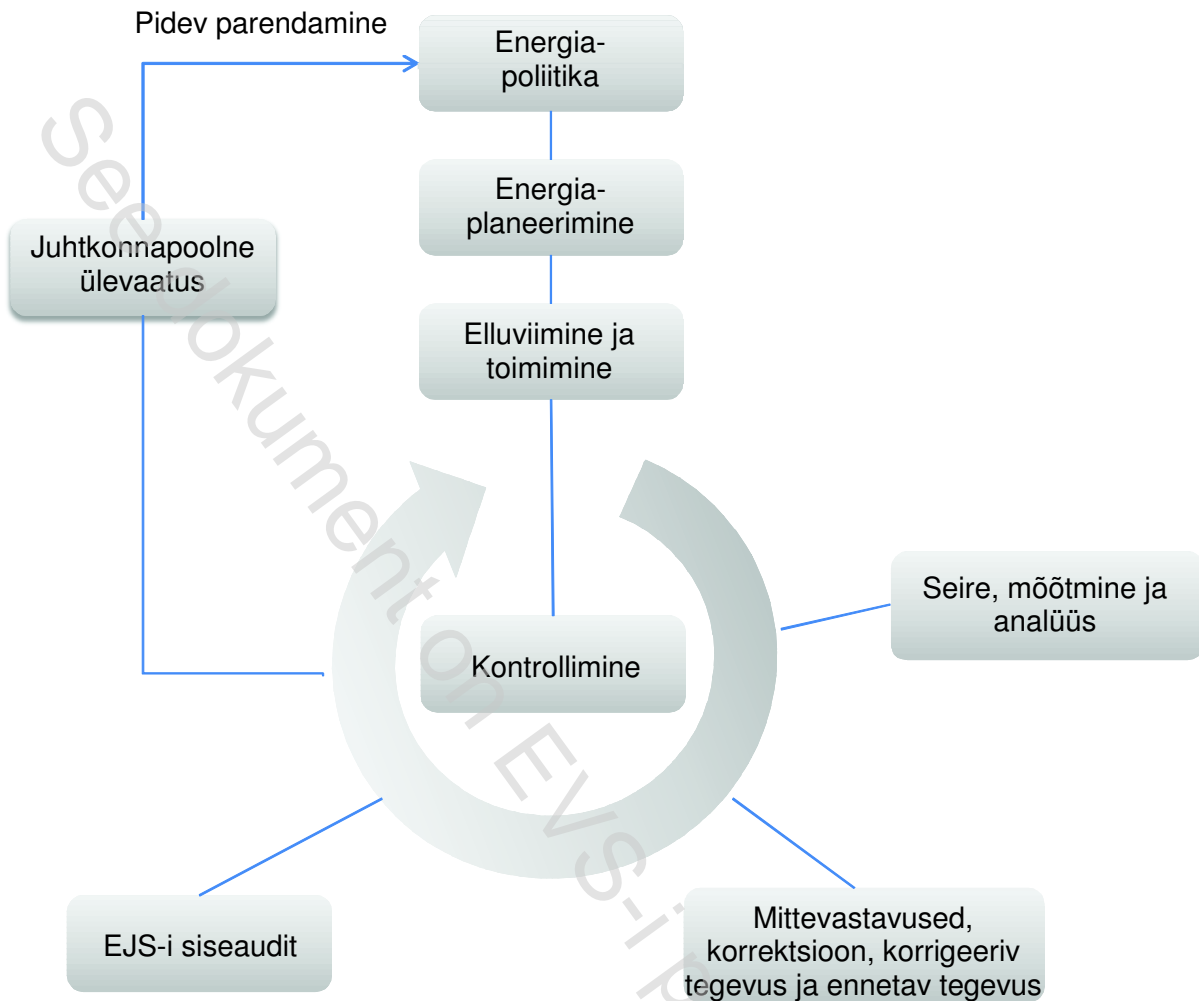 Pidev parendamine
Energia-
poliitika
Energia-
planeerimine
Juhtkonnapoolne
ülevaatus
Elluviimine ja
toimimine
Seire, mõõtmine ja
analüüs
Kontrollimine
EJS-i siseaudit
Mittevastavused,
korrektsioon, korrigeeriv
tegevus ja ennetav tegevus
See dokument on EVS-i p